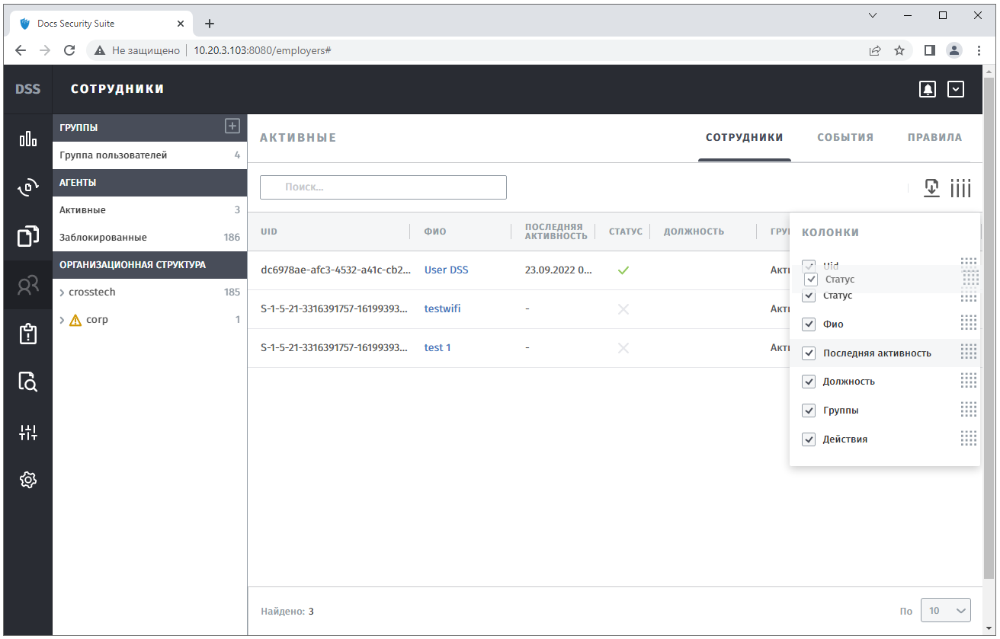 Docs Security Suite
Не защищено
10.20.3.103:8080/employers#
DSS
СОТРУДНИКИ
ГРУППЫ
Группа пользователей 4
АГЕНТЫ
Активные 3
Заблокированные 186
ОРГАНИЗАЦИОННАЯ СТРУКТУРА
crosstech 185
corp 1
АКТИВНЫЕ
СОТРУДНИКИ
СОБЫТИЯ
ПРАВИЛА
Поиск...
UID
ФИО
ПОСЛЕДНЯЯ
АКТИВНОСТЬ
СТАТУС
ДОЛЖНОСТЬ
ГРУ
dc6978ae-afc3-4532-a41c-cb2... User DSS 23.09.2022 0... Акти
S-1-5-21-3316391757-16199393... testwifi - Акти
S-1-5-21-3316391757-16199393... test 1 - Акти
КОЛОНКИ
Uid
Статус
Статус
Фио
Последняя активность
Должность
Группы
Действия
Найдено: 3
По 10